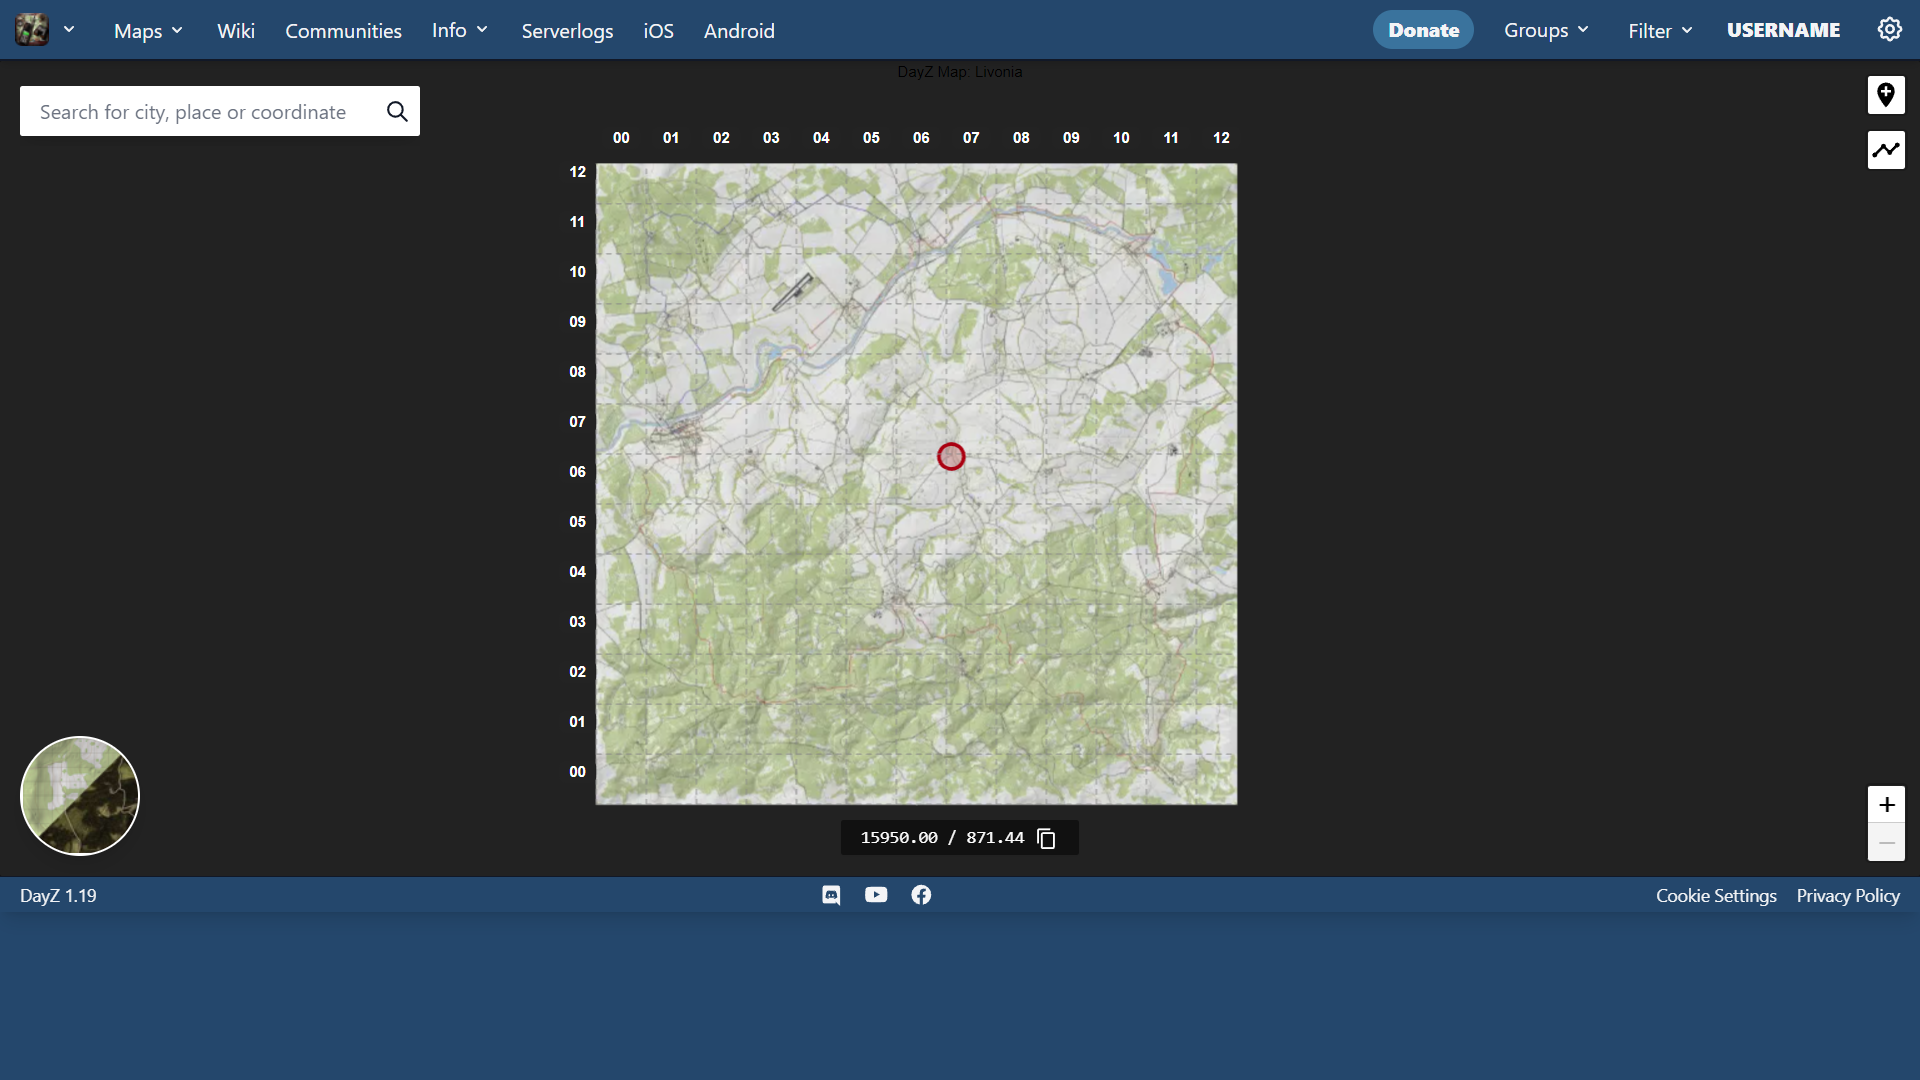 Maps Wiki Communities Info Serverlogs iOS Android Donate Groups Filter USERNAME
DayZ Map: Livonia
Search for city, place or coordinate
00 01 02 03 04 05 06 07 08 09 10 11 12
12
11
10
09
08
07
06
05
04
03
02
01
00
15950.00 / 871.44
DayZ 1.19 Cookie Settings Privacy Policy